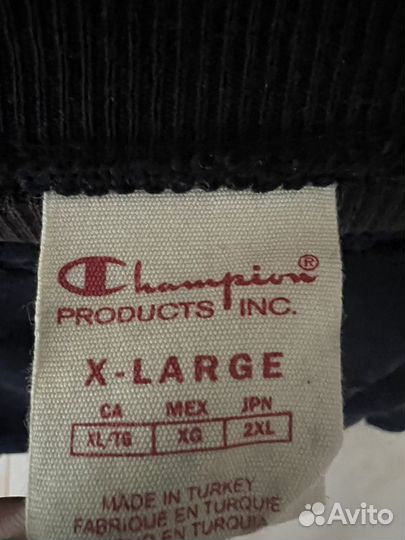 Champion®
PRODUCTS INC.
X-LARGE
CA MEX JPN
XL/TG XG 2XL
MADE IN TURKEY
FABRIQUÉ EN TURQUIE
EN TURQUIA
Avito